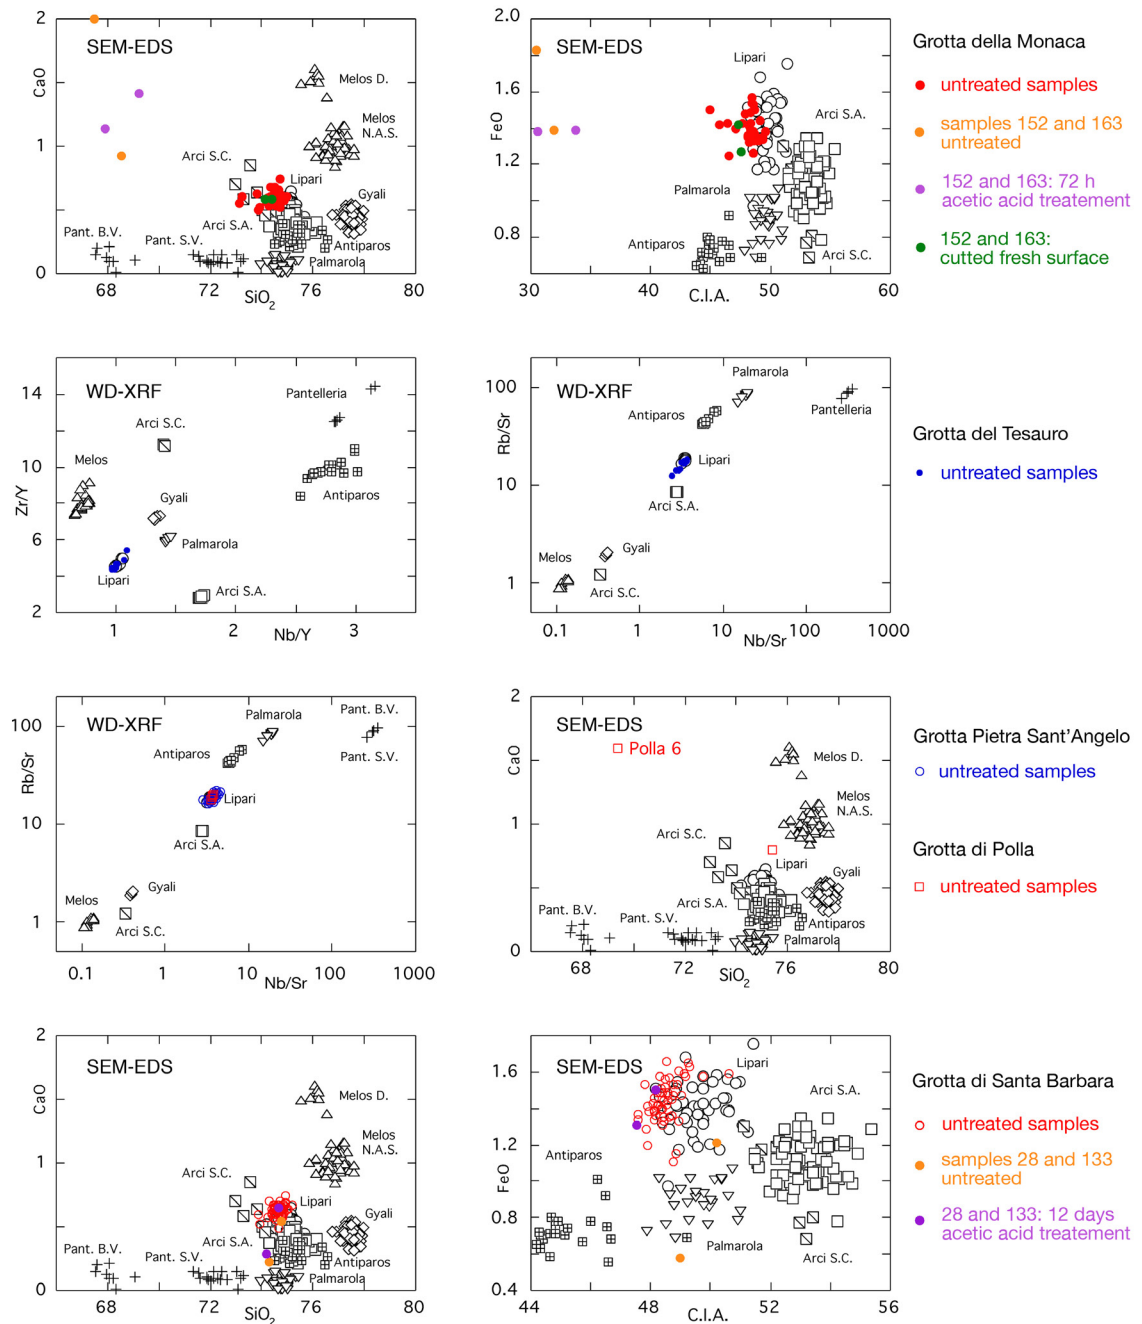 SEM-EDS
2
CaO
1
0
68
72
76
80
SiO2
Melos D.
Melos
N.A.S.
Arci S.C.
Lipari
Gyali
Arci S.A.
Pant. B.V.
Pant. S.V.
Antiparos
Palmarola
SEM-EDS
2.0
1.6
FeO
1.2
0.8
30
40
50
60
C.I.A.
Lipari
Arci S.A.
Palmarola
Antiparos
Arci S.C.
Grotta della Monaca
untreated samples
samples 152 and 163
untreated
152 and 163: 72 h
acetic acid treatement
152 and 163:
cutted fresh surface
WD-XRF
14
Zr/Y
10
6
2
1
2
3
Nb/Y
Pantelleria
Arci S.C.
Melos
Gyali
Antiparos
Palmarola
Lipari
Arci S.A.
WD-XRF
100
Rb/Sr
10
1
0.1
1
10
100
1000
Nb/Sr
Palmarola
Antiparos
Pantelleria
Lipari
Arci S.A.
Melos
Gyali
Arci S.C.
Grotta del Tesauro
untreated samples
WD-XRF
100
Rb/Sr
10
1
0.1
1
10
100
1000
Nb/Sr
Palmarola
Pant. B.V.
Antiparos
Pant. S.V.
Lipari
Arci S.A.
Melos
Gyali
Arci S.C.
SEM-EDS
2
CaO
1
0
68
72
76
80
SiO2
Polla 6
Melos D.
Melos
N.A.S.
Arci S.C.
Lipari
Gyali
Arci S.A.
Pant. B.V.
Pant. S.V.
Antiparos
Palmarola
Grotta Pietra Sant'Angelo
untreated samples
Grotta di Polla
untreated samples
SEM-EDS
2
CaO
1
0
68
72
76
80
SiO2
Melos D.
Melos
N.A.S.
Arci S.C.
Lipari
Gyali
Arci S.A.
Pant. B.V.
Pant. S.V.
Antiparos
Palmarola
SEM-EDS
1.6
1.2
FeO
0.8
0.4
44
48
52
56
C.I.A.
Lipari
Arci S.A.
Antiparos
Palmarola
Arci S.C.
Grotta di Santa Barbara
untreated samples
samples 28 and 133
untreated
28 and 133: 12 days
acetic acid treatement